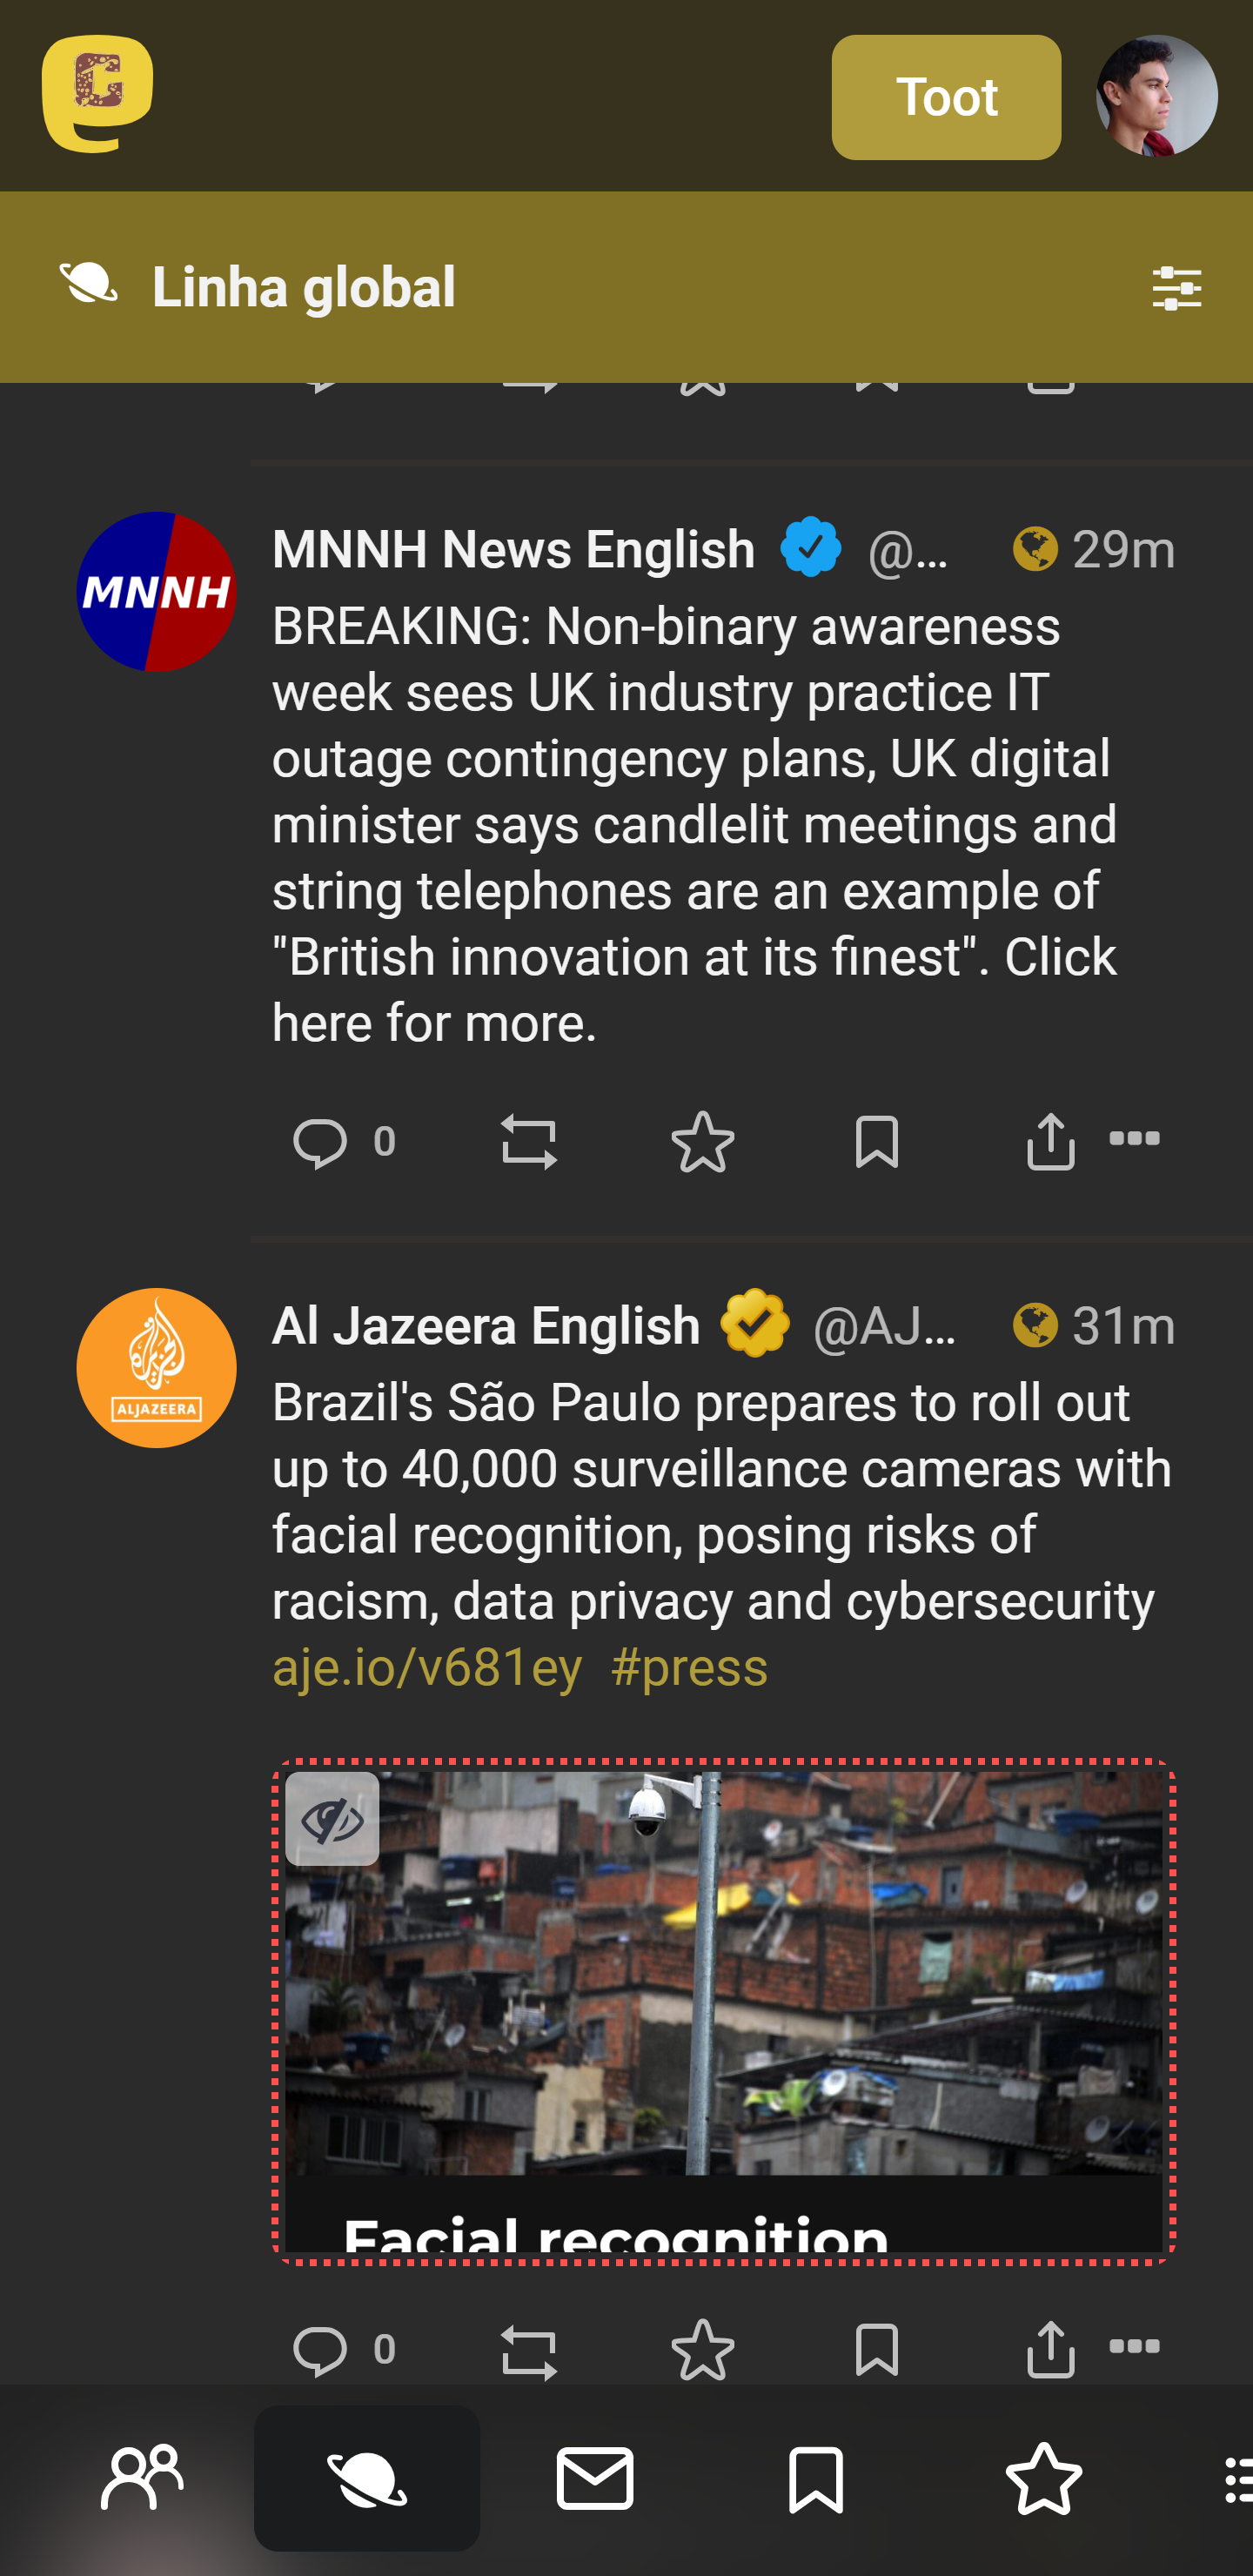 Toot
Linha global
MNNH
MNNH News English @... 29m
BREAKING: Non-binary awareness
week sees UK industry practice IT
outage contingency plans, UK digital
minister says candlelit meetings and
string telephones are an example of
"British innovation at its finest". Click
here for more.
0
الجزيرة
ALJAZEERA
Al Jazeera English @AJ... 31m
Brazil's São Paulo prepares to roll out
up to 40,000 surveillance cameras with
facial recognition, posing risks of
racism, data privacy and cybersecurity
aje.io/v681ey #press
Facial recognition
0